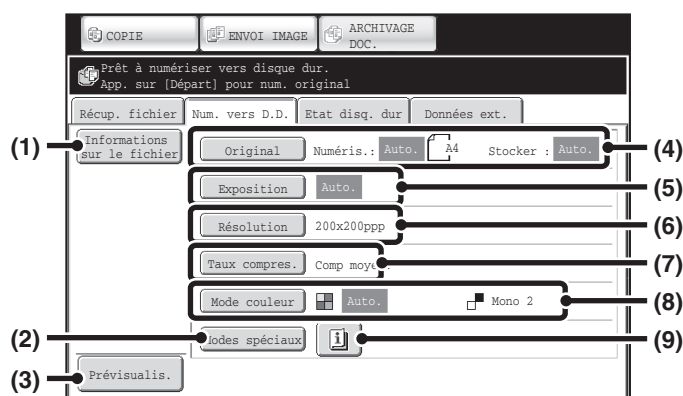 COPIE
ENVOI IMAGE
ARCHIVAGE
DOC.
Prêt à numériser vers disque dur.
App. sur [Départ] pour num. original
Récup. fichier
Num. vers D.D.
Etat disq. dur
Données ext.
(1)
Informations
sur le fichier
Original
Numéris.: Auto.
A4
Stocker : Auto.
(4)
Exposition
Auto.
(5)
Résolution
200x200ppp
(6)
Taux compres.
Comp
(7)
Mode couleur
Auto.
Mono 2
(8)
(2)
spéciaux
(9)
(3)
Prévisualis.